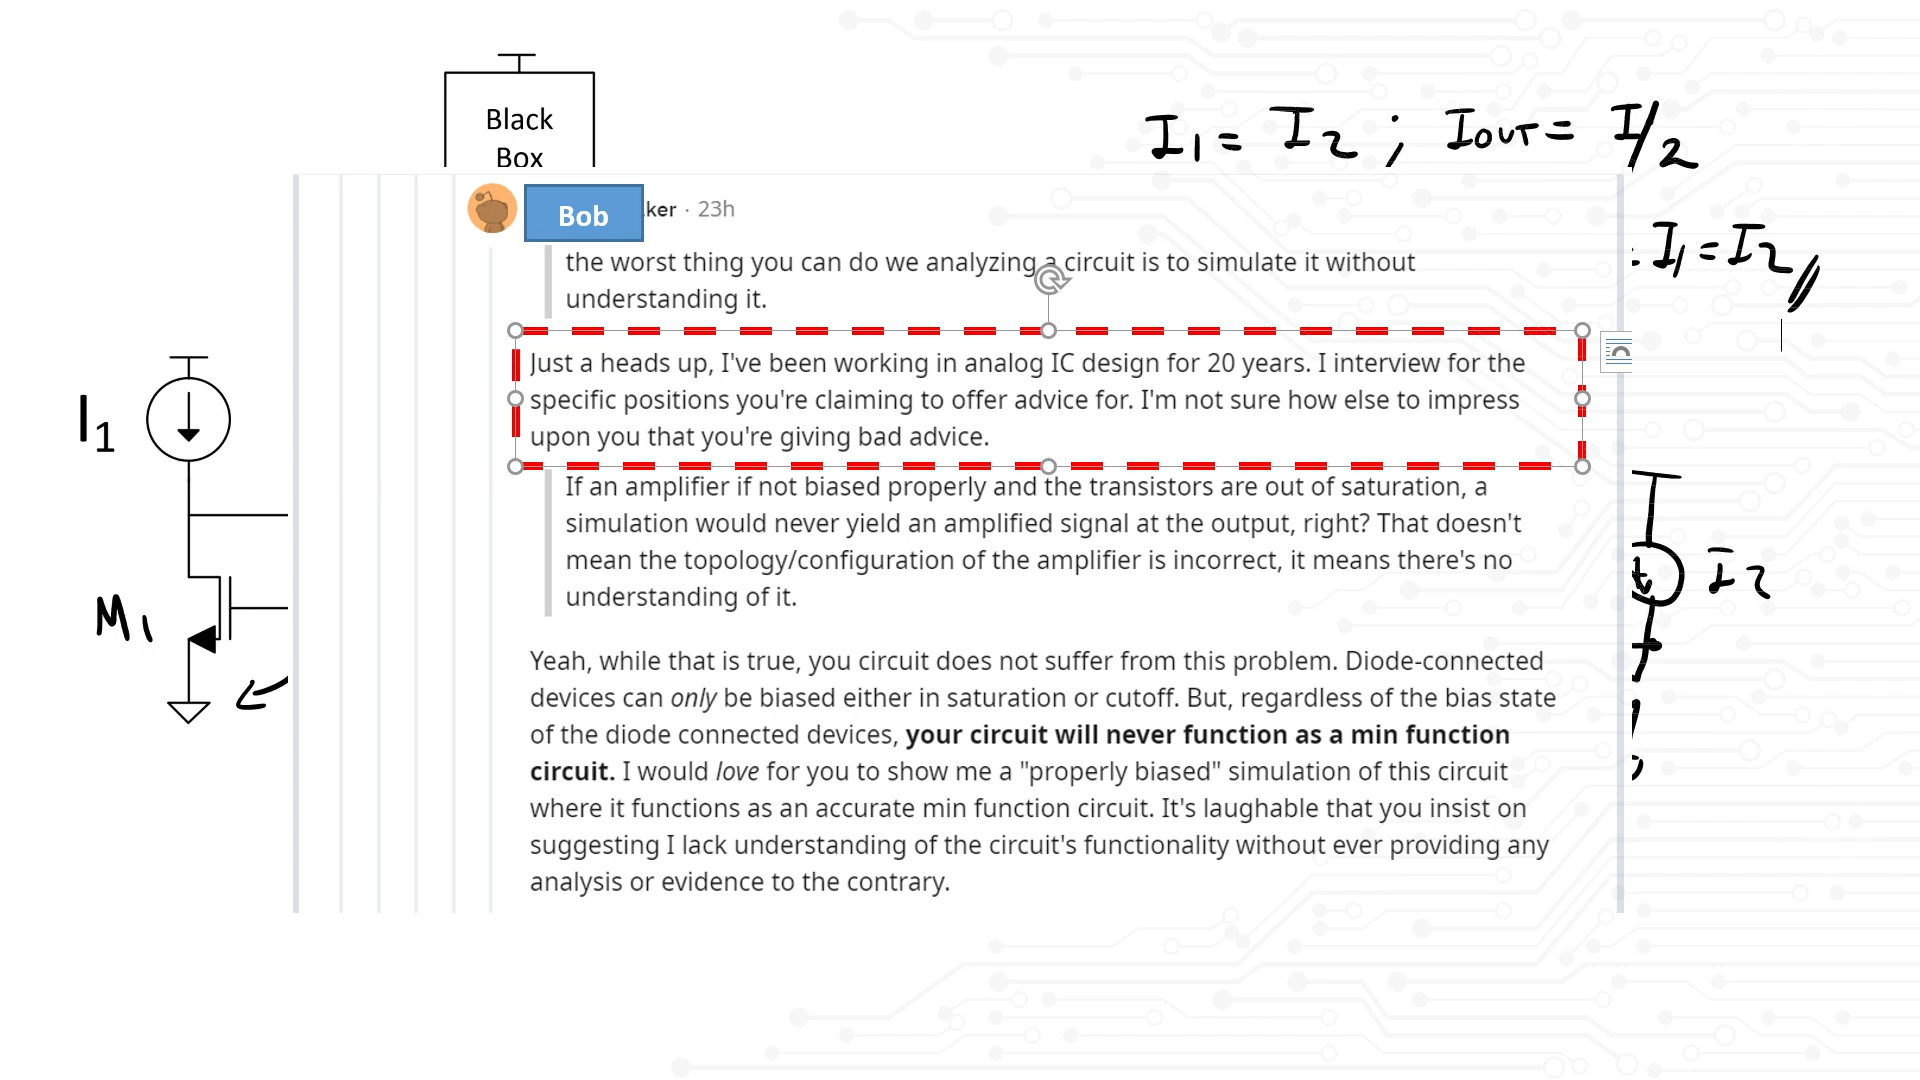 Black
Box
I1 = I2 ; IOUT = I/2
Bob
ker · 23h
: I1 = I2 //
the worst thing you can do we analyzing a circuit is to simulate it without
understanding it.
Just a heads up, I've been working in analog IC design for 20 years. I interview for the
specific positions you're claiming to offer advice for. I'm not sure how else to impress
upon you that you're giving bad advice.
I1
If an amplifier if not biased properly and the transistors are out of saturation, a
simulation would never yield an amplified signal at the output, right? That doesn't
mean the topology/configuration of the amplifier is incorrect, it means there's no
understanding of it.
I2
M1
Yeah, while that is true, you circuit does not suffer from this problem. Diode-connected
devices can only be biased either in saturation or cutoff. But, regardless of the bias state
of the diode connected devices, your circuit will never function as a min function
circuit. I would love for you to show me a "properly biased" simulation of this circuit
where it functions as an accurate min function circuit. It's laughable that you insist on
suggesting I lack understanding of the circuit's functionality without ever providing any
analysis or evidence to the contrary.